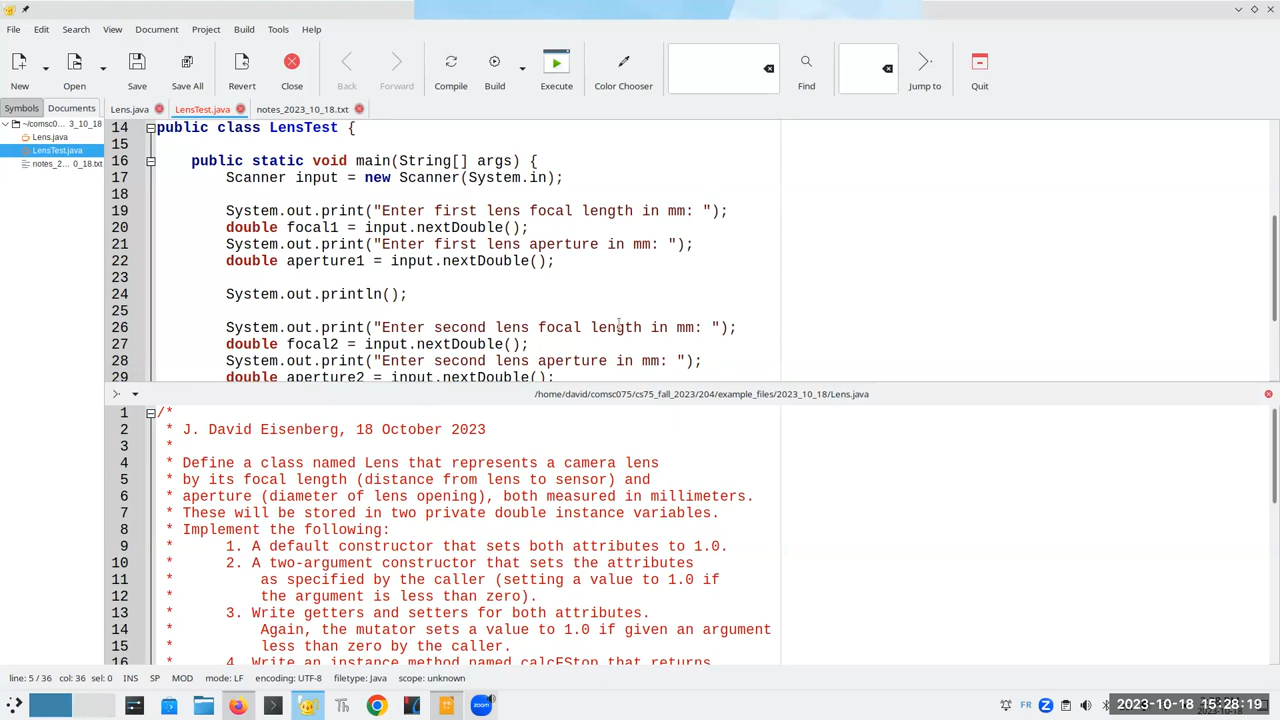 File Edit Search View Document Project Build Tools Help
New Open Save Save All Revert Close Back Forward Compile Build Execute Color Chooser Find Jump to Quit
Symbols Documents Lens.java LensTest.java notes_2023_10_18.txt
~/comsc0... 3_10_18
Lens.java
LensTest.java
notes_2... 0_18.txt
14 public class LensTest {
15
16 public static void main(String[] args) {
17 Scanner input = new Scanner(System.in);
18
19 System.out.print("Enter first lens focal length in mm: ");
20 double focal1 = input.nextDouble();
21 System.out.print("Enter first lens aperture in mm: ");
22 double aperture1 = input.nextDouble();
23
24 System.out.println();
25
26 System.out.print("Enter second lens focal length in mm: ");
27 double focal2 = input.nextDouble();
28 System.out.print("Enter second lens aperture in mm: ");
29 double aperture2 = input.nextDouble();
/home/david/comsc075/cs75_fall_2023/204/example_files/2023_10_18/Lens.java
1 /*
2 * J. David Eisenberg, 18 October 2023
3 *
4 * Define a class named Lens that represents a camera lens
5 * by its focal length (distance from lens to sensor) and
6 * aperture (diameter of lens opening), both measured in millimeters.
7 * These will be stored in two private double instance variables.
8 * Implement the following:
9 * 1. A default constructor that sets both attributes to 1.0.
10 * 2. A two-argument constructor that sets the attributes
11 * as specified by the caller (setting a value to 1.0 if
12 * the argument is less than zero).
13 * 3. Write getters and setters for both attributes.
14 * Again, the mutator sets a value to 1.0 if given an argument
15 * less than zero by the caller.
16 * 4. Write an instance method named calcFStop that returns
line: 5 / 36 col: 36 sel: 0 INS SP MOD mode: LF encoding: UTF-8 filetype: Java scope: unknown
Th zoom FR 2023-10-18 15:28:19